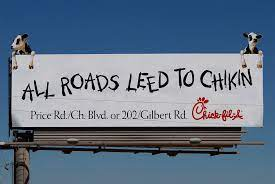 ALL ROADS LEED TO CHIKIN
Price Rd./Ch. Blvd. or 202/Gilbert Rd. Chick-fil-A